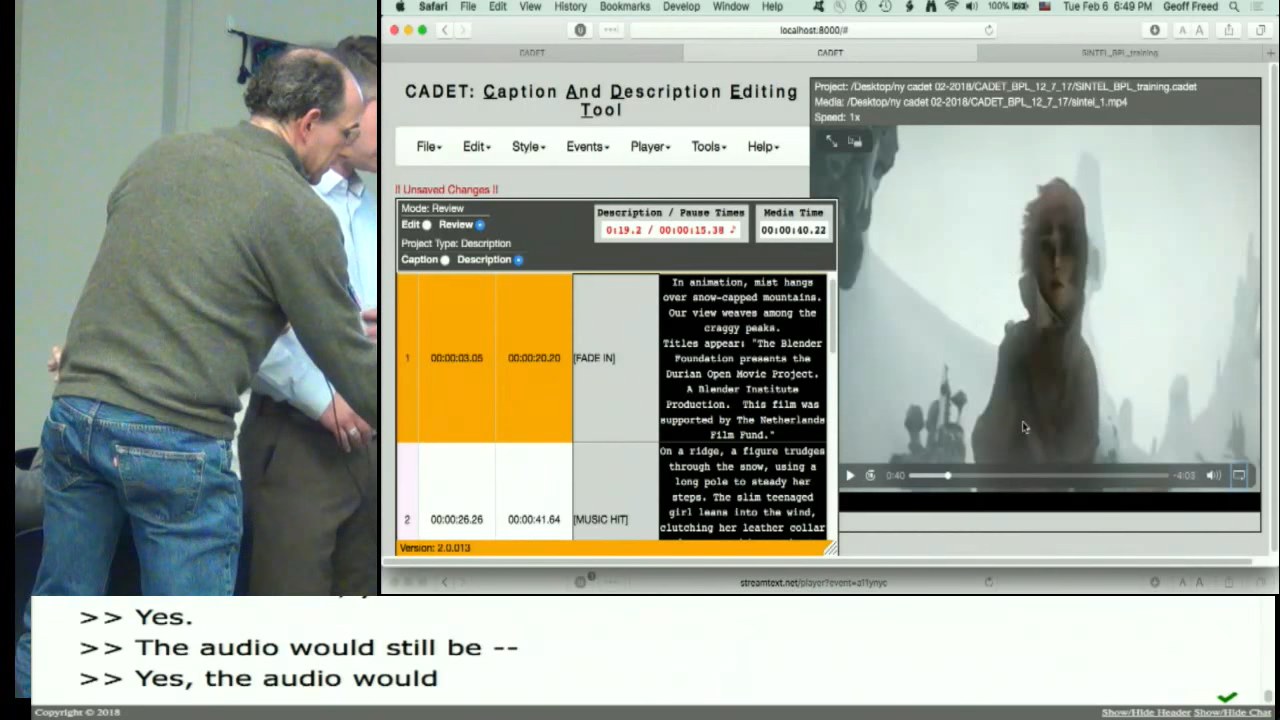 Safari File Edit View History Bookmarks Develop Window Help 100% Tue Feb 6 6:49 PM Geoff Freed
localhost:8000/#
CADET CADET SINTEL_BPL_training
CADET: Caption And Description Editing
Tool
File Edit Style Events Player Tools Help
!! Unsaved Changes !!
Mode: Review
Edit Review
Project Type: Description
Caption Description
Description / Pause Times
0:19.2 / 00:00:15.38 ♪
Media Time
00:00:40.22
1 00:00:03.05 00:00:20.20 [FADE IN]
In animation, mist hangs
over snow-capped mountains.
Our view weaves among the
craggy peaks.
Titles appear: "The Blender
Foundation presents the
Durian Open Movie Project.
A Blender Institute
Production. This film was
supported by The Netherlands
Film Fund."
2 00:00:26.26 00:00:41.64 [MUSIC HIT]
On a ridge, a figure trudges
through the snow, using a
long pole to steady her
steps. The slim teenaged
girl leans into the wind,
clutching her leather collar
Version: 2.0.013
Project: /Desktop/ny cadet 02-2018/CADET_BPL_12_7_17/SINTEL_BPL_training.cadet
Media: /Desktop/ny cadet 02-2018/CADET_BPL_12_7_17/sintel_1.mp4
Speed: 1x
0:40 -4:03
streamtext.net/player?event=a11ynyc
>> Yes.
>> The audio would still be --
>> Yes, the audio would
Copyright © 2018 Show/Hide Header Show/Hide Chat